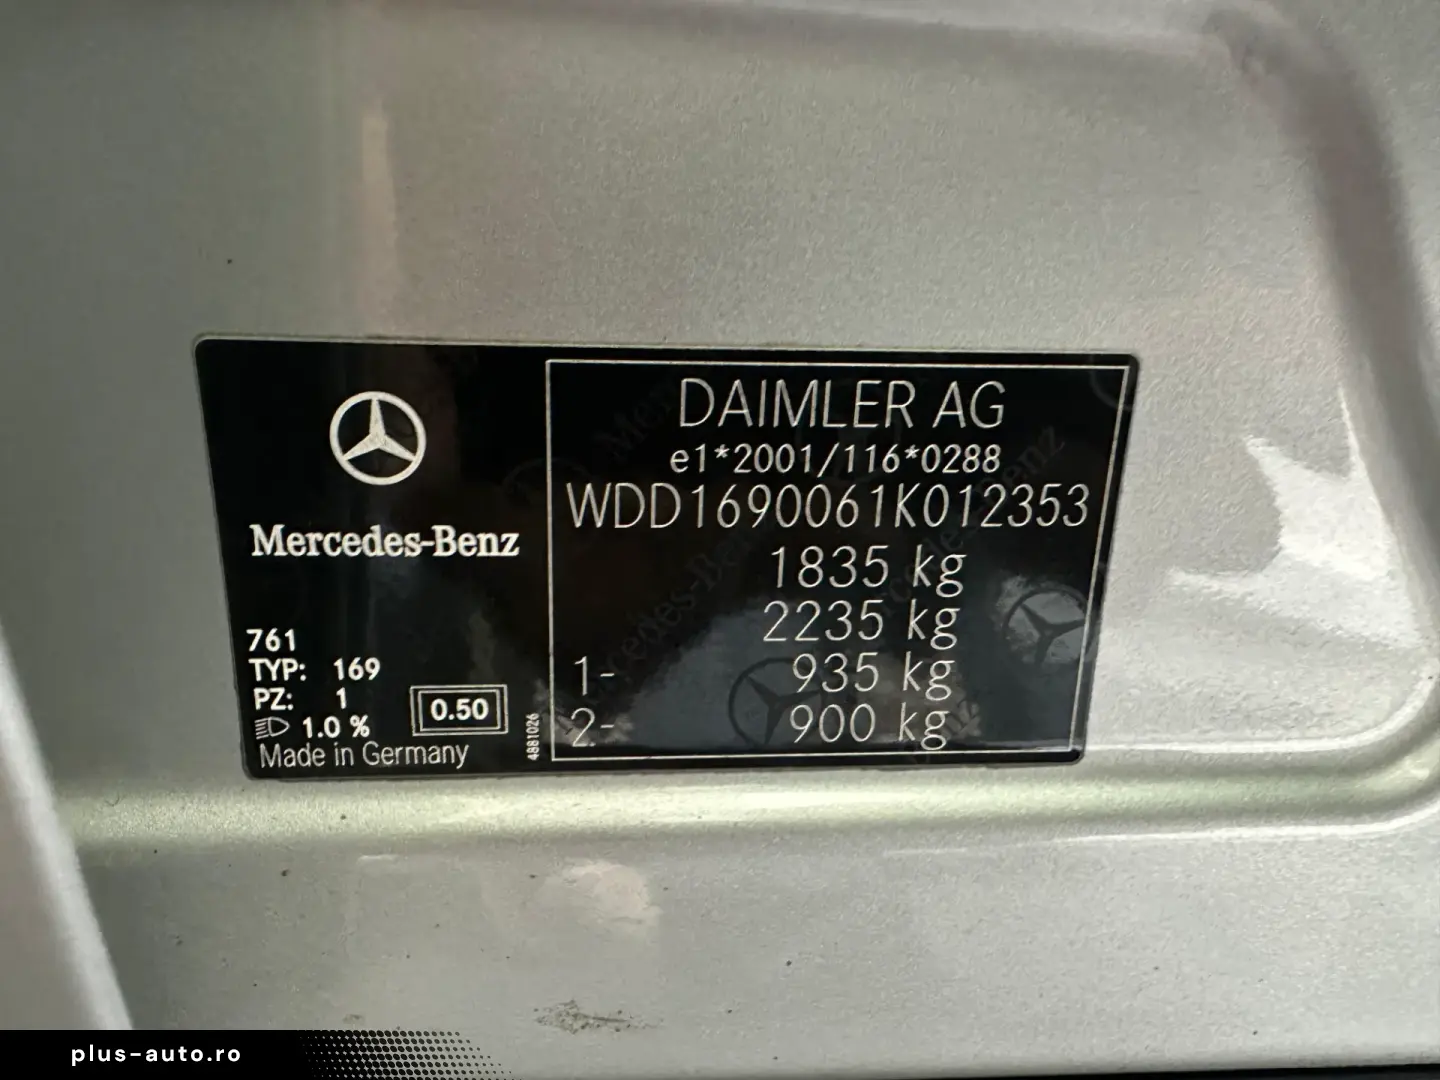 Mercedes-Benz
761
TYP: 169
PZ: 1
1.0 %
0.50
Made in Germany
4881026
DAIMLER AG
e1*2001/116*0288
WDD1690061K012353
1835 kg
2235 kg
1- 935 kg
2- 900 kg
plus-auto.ro